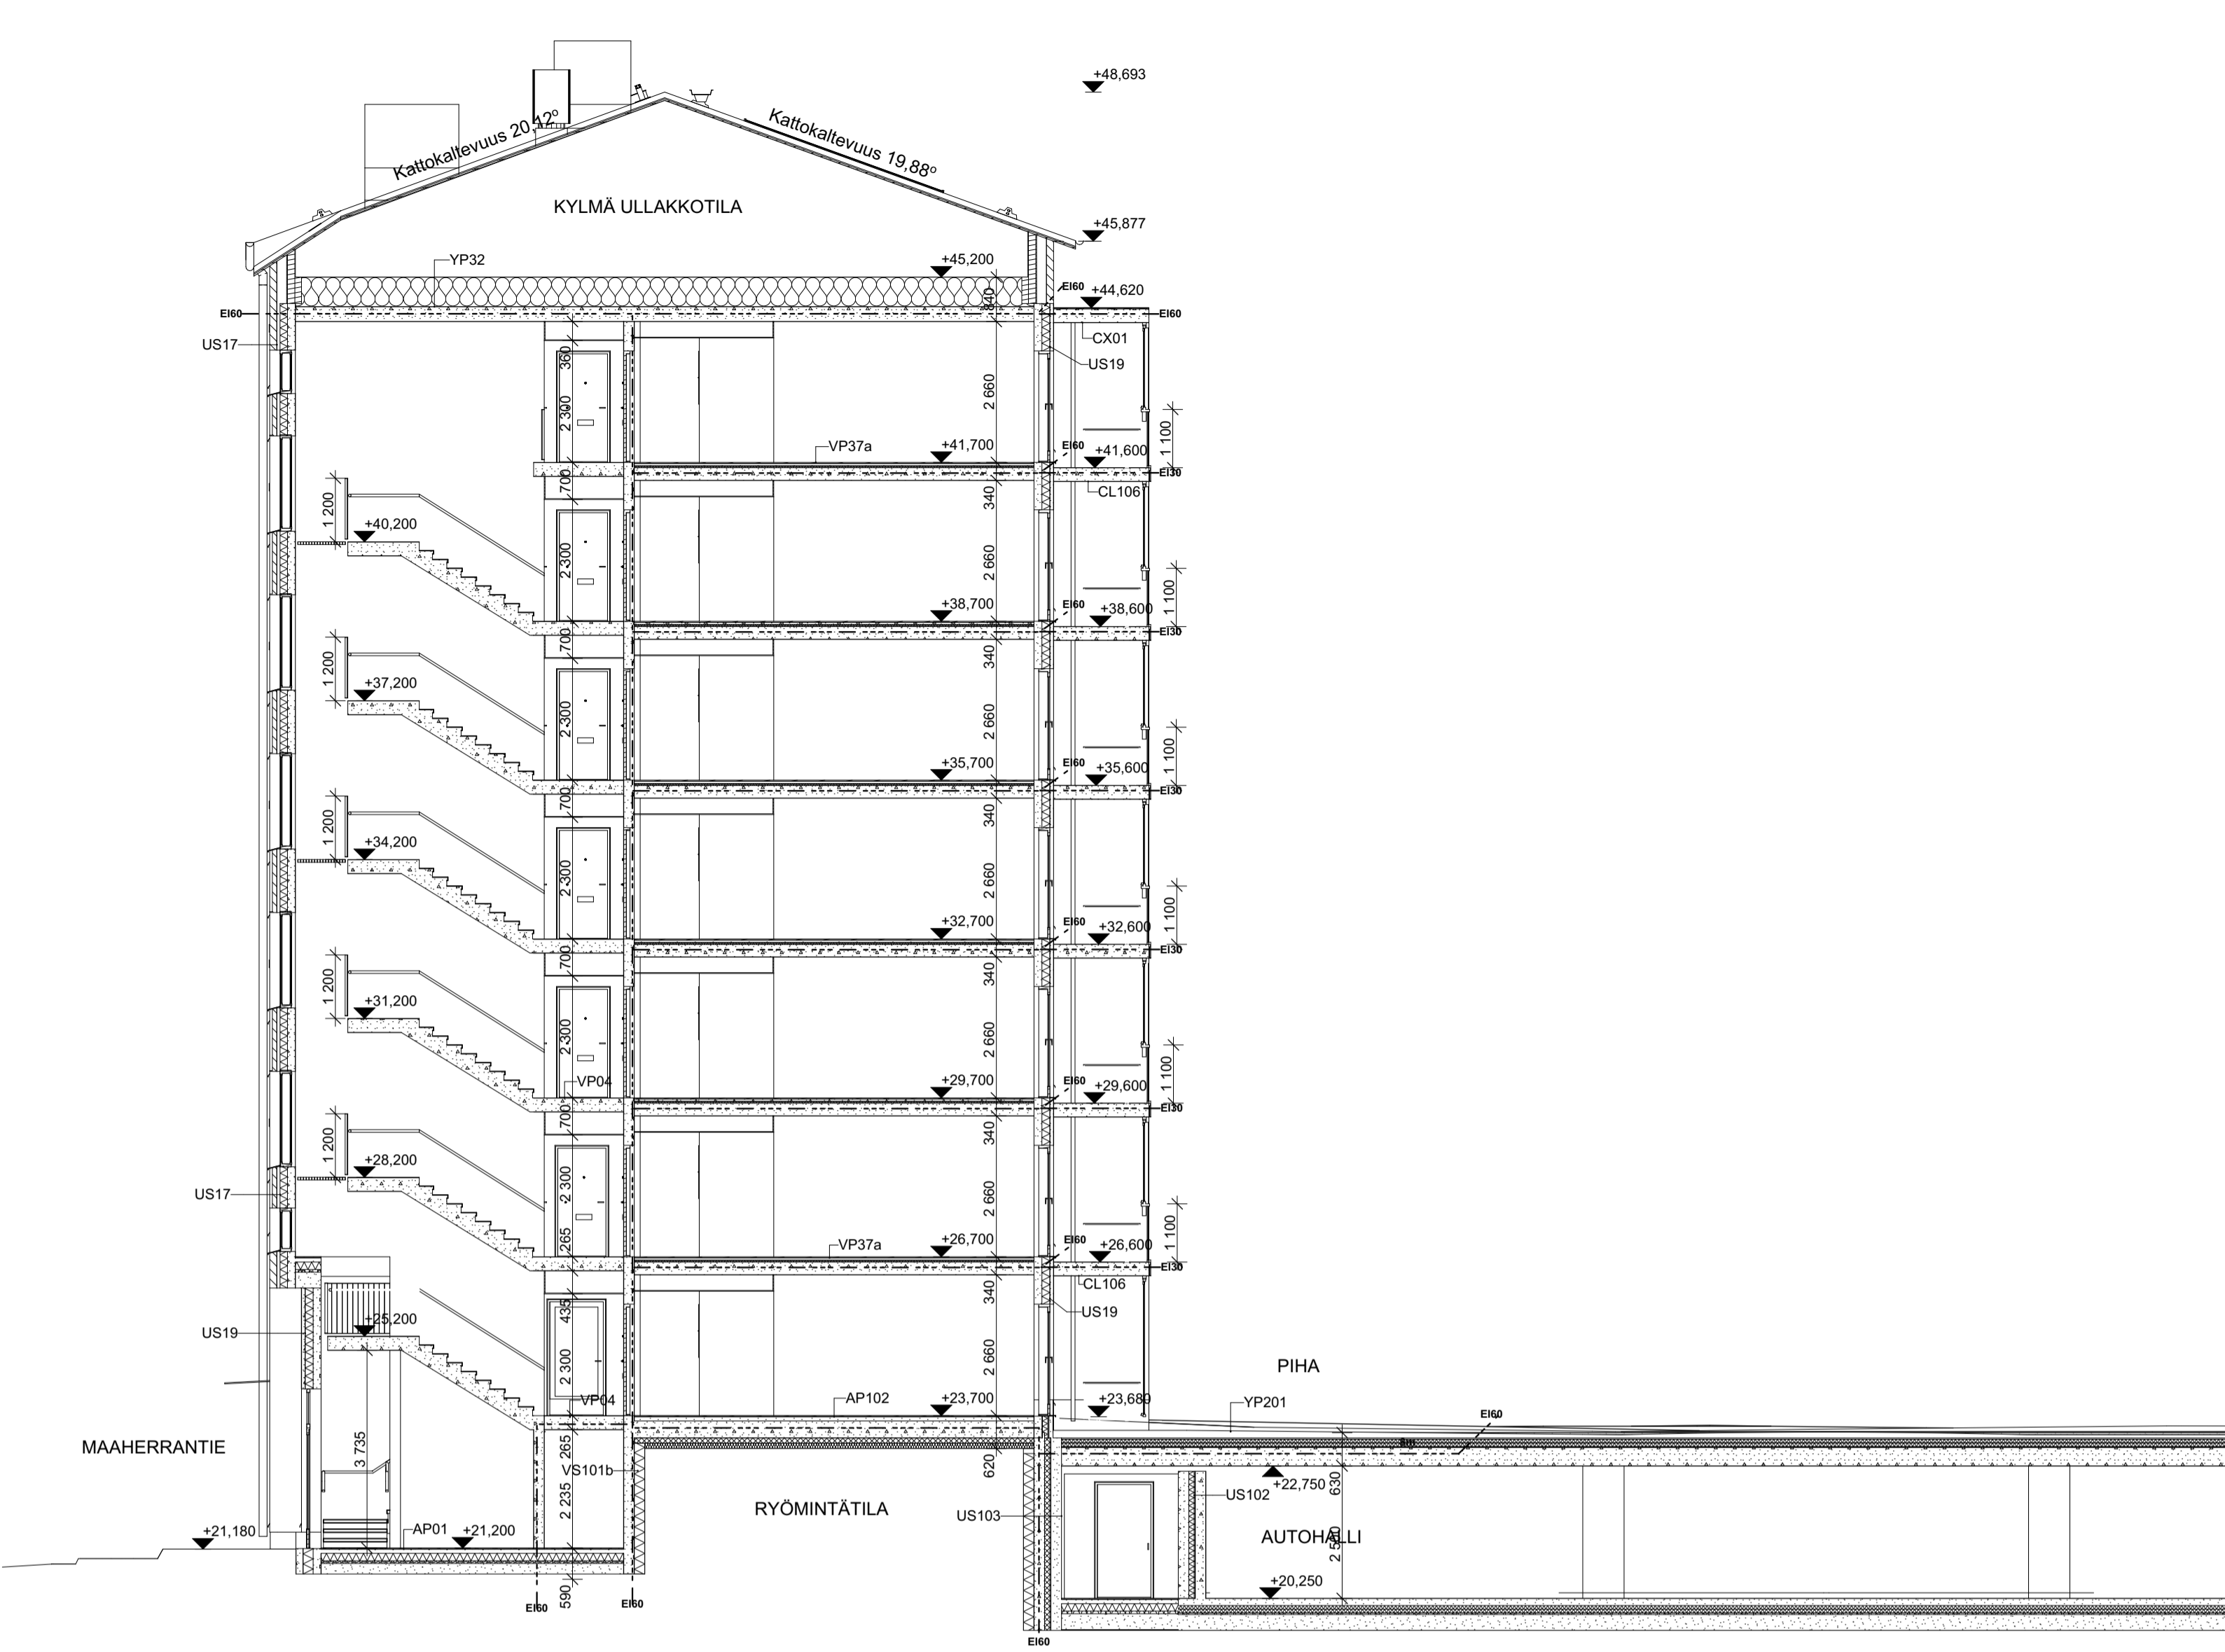 +48,693
Kattokaltevuus 20,12°
Kattokaltevuus 19,88°
KYLMÄ ULLAKKOTILA
+45,877
YP32
+45,200
840
EI60
+44,620
EI60
EI60
US17
CX01
US19
360
2 300
2 660
1 100
VP37a
+41,700
EI60
+41,600
EI30
700
340
CL106
1 200
+40,200
2 300
2 660
1 100
+38,700
EI60
+38,600
EI30
700
340
1 200
+37,200
2 300
2 660
1 100
+35,700
EI60
+35,600
EI30
700
340
1 200
+34,200
2 300
2 660
1 100
+32,700
EI60
+32,600
EI30
700
340
1 200
+31,200
2 300
2 660
1 100
VP04
+29,700
EI60
+29,600
EI30
700
340
1 200
+28,200
2 300
2 660
1 100
US17
265
VP37a
+26,700
EI60
+26,600
EI30
CL106
US19
340
435
+25,200
US19
2 300
2 660
PIHA
VP04
AP102
+23,700
+23,680
YP201
EI60
MAAHERRANTIE
3 735
265
VS101b
620
2 235
RYÖMINTÄTILA
US103
+22,750
630
US102
AUTOHALLI
2 500
+21,180
AP01
+21,200
+20,250
590
EI60
EI60
EI60